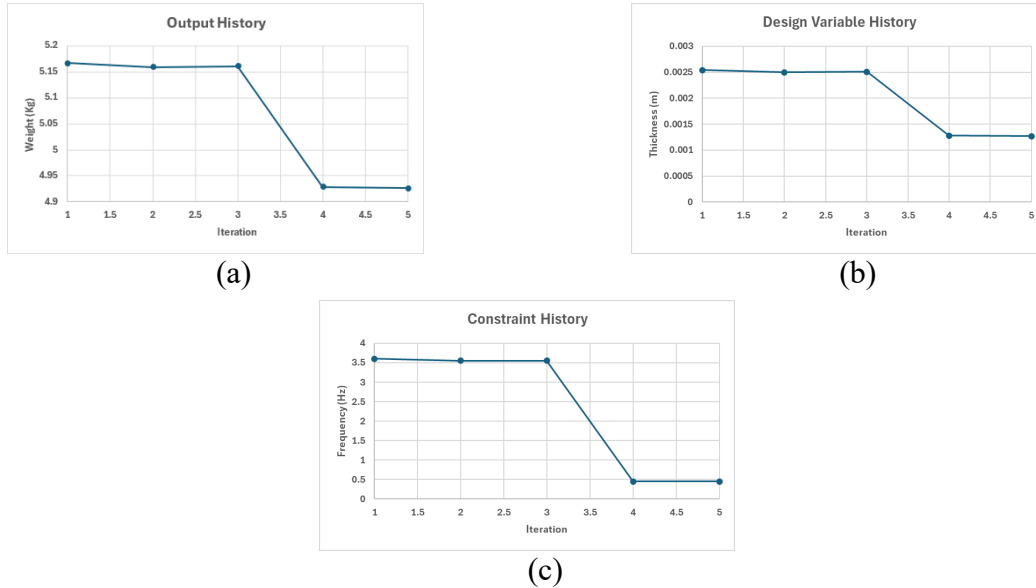 Output History
5.2
5.15
5.1
5.05
5
4.95
4.9
Weight (Kg)
1 1.5 2 2.5 3 3.5 4 4.5 5
Iteration
(a)
Design Variable History
0.003
0.0025
0.002
0.0015
0.001
0.0005
0
Thickness (m)
1 1.5 2 2.5 3 3.5 4 4.5 5
Iteration
(b)
Constraint History
4
3.5
3
2.5
2
1.5
1
0.5
0
Frequency (Hz)
1 1.5 2 2.5 3 3.5 4 4.5 5
Iteration
(c)